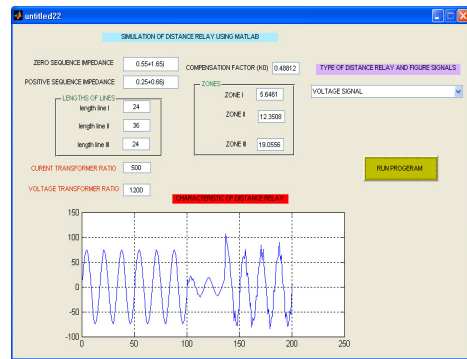 untitled22
SIMULATION OF DISTANCE RELAY USING MATLAB
ZERO SEQUENCE IMPEDANCE 0.55+1.65j
COMPENSATION FACTOR (K0) 0.48812
TYPE OF DISTANCE RELAY AND FIGURE SIGNALS
POSITIVE SEQUENCE IMPEDANCE 0.25+0.66j
VOLTAGE SIGNAL
LENGTHS OF LINES
length line I 24
length line II 36
length line III 24
ZONES
ZONE I 5.6461
ZONE II 12.3508
ZONE III 19.0556
CURENT TRANSFORMER RATIO 500
VOLTAGE TRANSFORMER RATIO 1200
RUN PROGERAM
CHARACTERISTIC OF DISTANCE RELAY
150
100
50
0
-50
-100
0 50 100 150 200 250